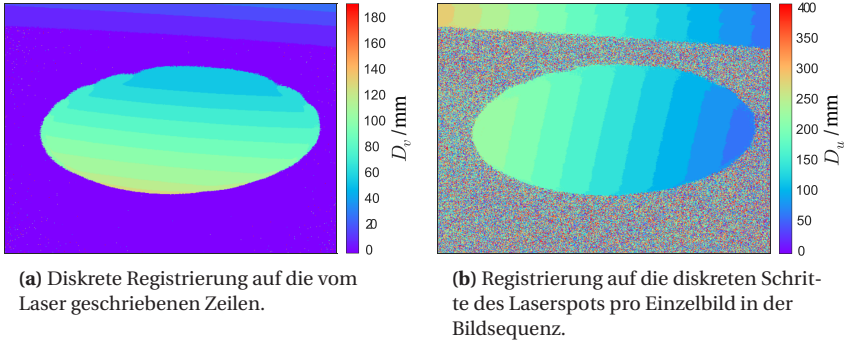 180
160
140
120
100
80
60
40
20
0
D_v /mm
400
350
300
250
200
150
100
50
0
D_u /mm
(a) Diskrete Registrierung auf die vom
Laser geschriebenen Zeilen.
(b) Registrierung auf die diskreten Schrit-
te des Laserspots pro Einzelbild in der
Bildsequenz.